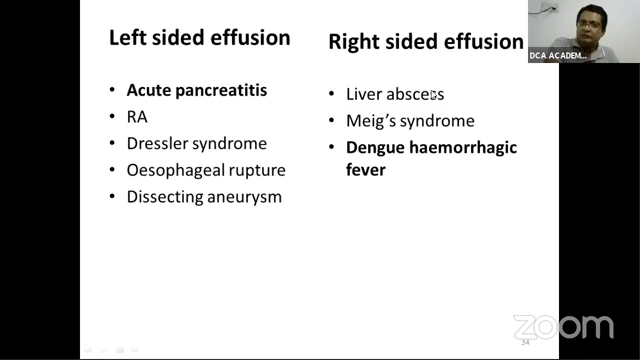 Left sided effusion
• Acute pancreatitis
• RA
• Dressler syndrome
• Oesophageal rupture
• Dissecting aneurysm
Right sided effusion
• Liver abscess
• Meig's syndrome
• Dengue haemorrhagic
fever
DCA ACADEM...
zoom
34